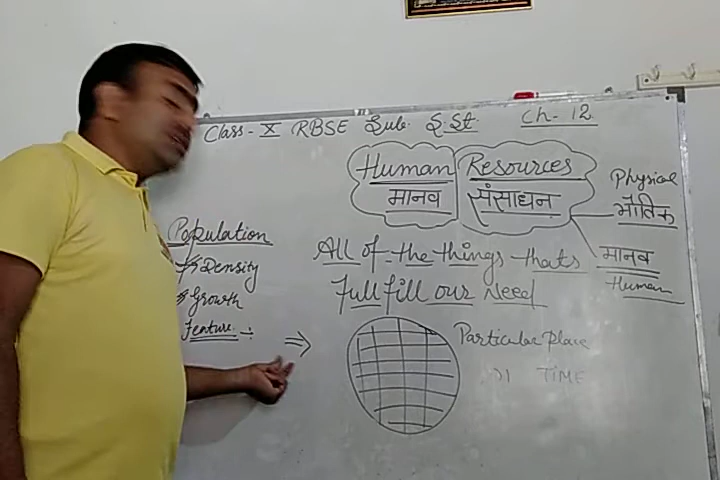 Class - X RBSE Sub. S.St. Ch- 12
Human Resources
मानव संसाधन
Physical
भौतिक
मानव
Human
Population
Density
Growth
Feature :
All of the things thats
Full fill our Need
⇒
Particular Place
)) TIME